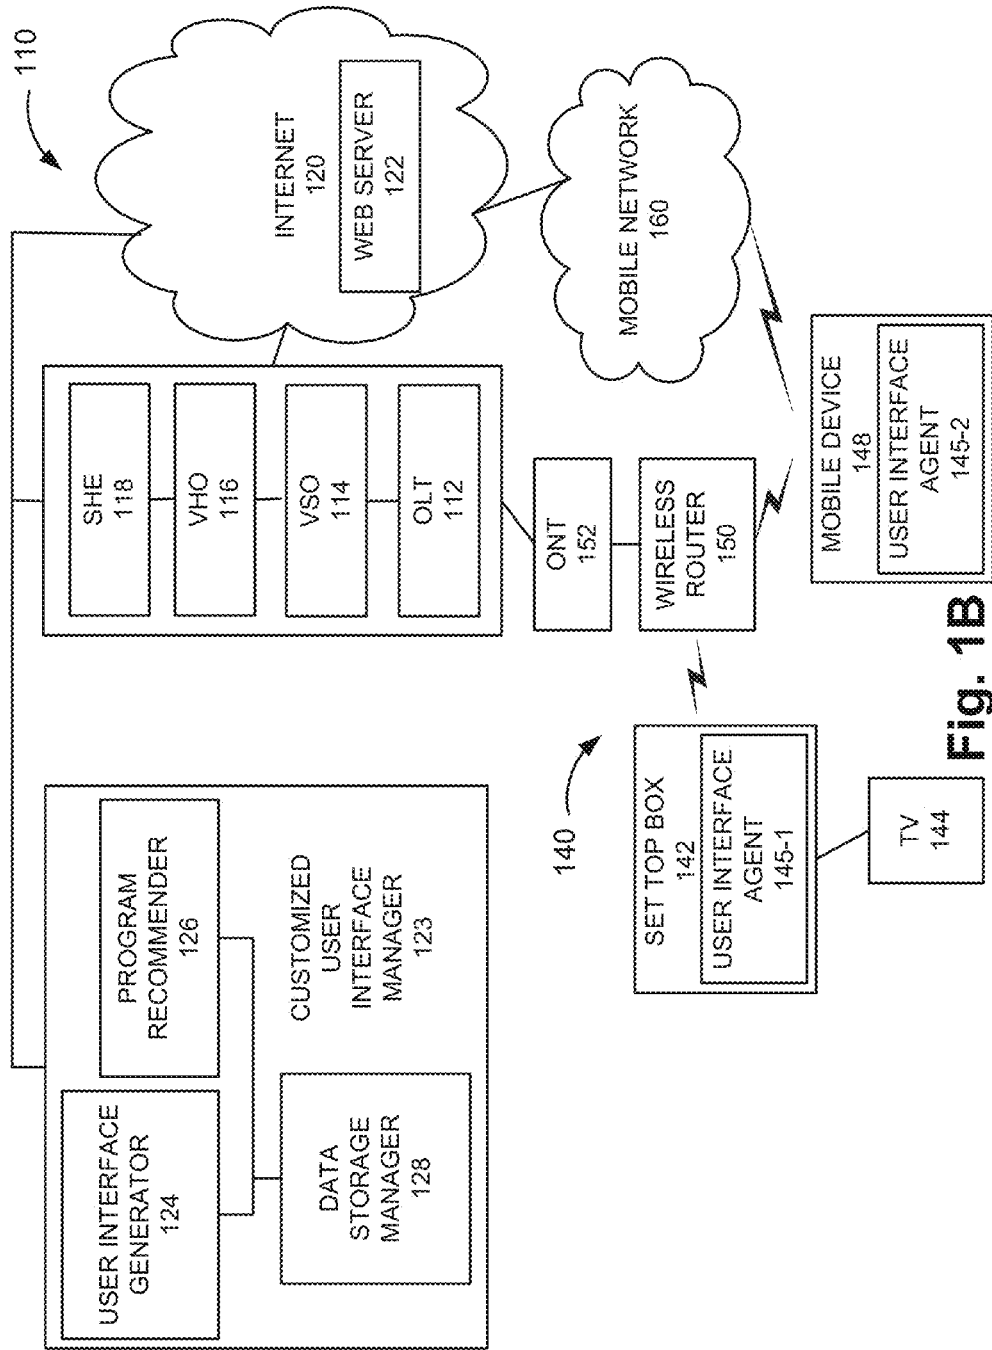 110
USER INTERFACE
GENERATOR
124
PROGRAM
RECOMMENDER
126
DATA
STORAGE
MANAGER
128
CUSTOMIZED
USER
INTERFACE
MANAGER
123
SHE
118
VHO
116
VSO
114
OLT
112
INTERNET
120
WEB SERVER
122
ONT
152
WIRELESS
ROUTER
150
MOBILE NETWORK
160
140
SET TOP BOX
142
USER INTERFACE
AGENT
145-1
TV
144
MOBILE DEVICE
148
USER INTERFACE
AGENT
145-2
Fig. 1B